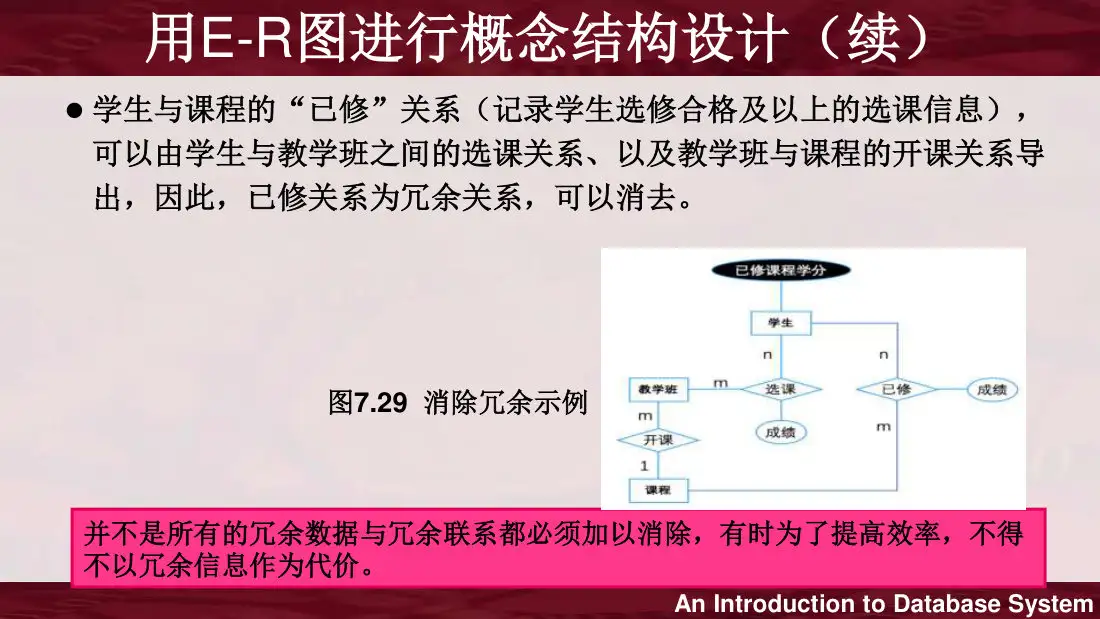 用E-R图进行概念结构设计（续）
● 学生与课程的“已修”关系（记录学生选修合格及以上的选课信息），
可以由学生与教学班之间的选课关系、以及教学班与课程的开课关系导
出，因此，已修关系为冗余关系，可以消去。
已修课程学分
学生
n
n
教学班
m
选课
已修
成绩
图7.29 消除冗余示例
m
成绩
m
开课
1
课程
并不是所有的冗余数据与冗余联系都必须加以消除，有时为了提高效率，不得
不以冗余信息作为代价。
An Introduction to Database System